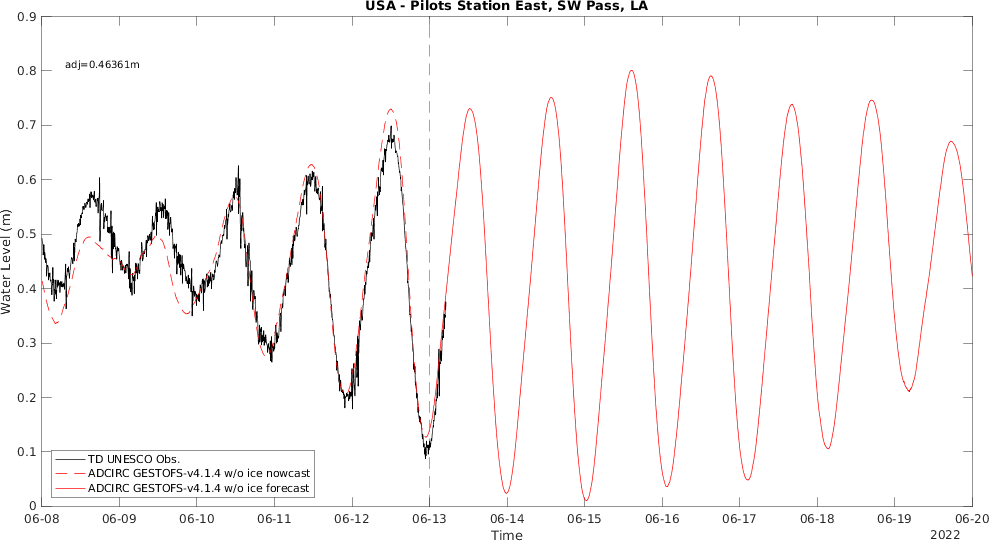 USA - Pilots Station East, SW Pass, LA
0.9
0.8
0.7
0.6
0.5
0.4
0.3
0.2
0.1
0
Water Level (m)
adj=0.46361m
TD UNESCO Obs.
ADCIRC GESTOFS-v4.1.4 w/o ice nowcast
ADCIRC GESTOFS-v4.1.4 w/o ice forecast
06-08 06-09 06-10 06-11 06-12 06-13 06-14 06-15 06-16 06-17 06-18 06-19 06-20
Time
2022